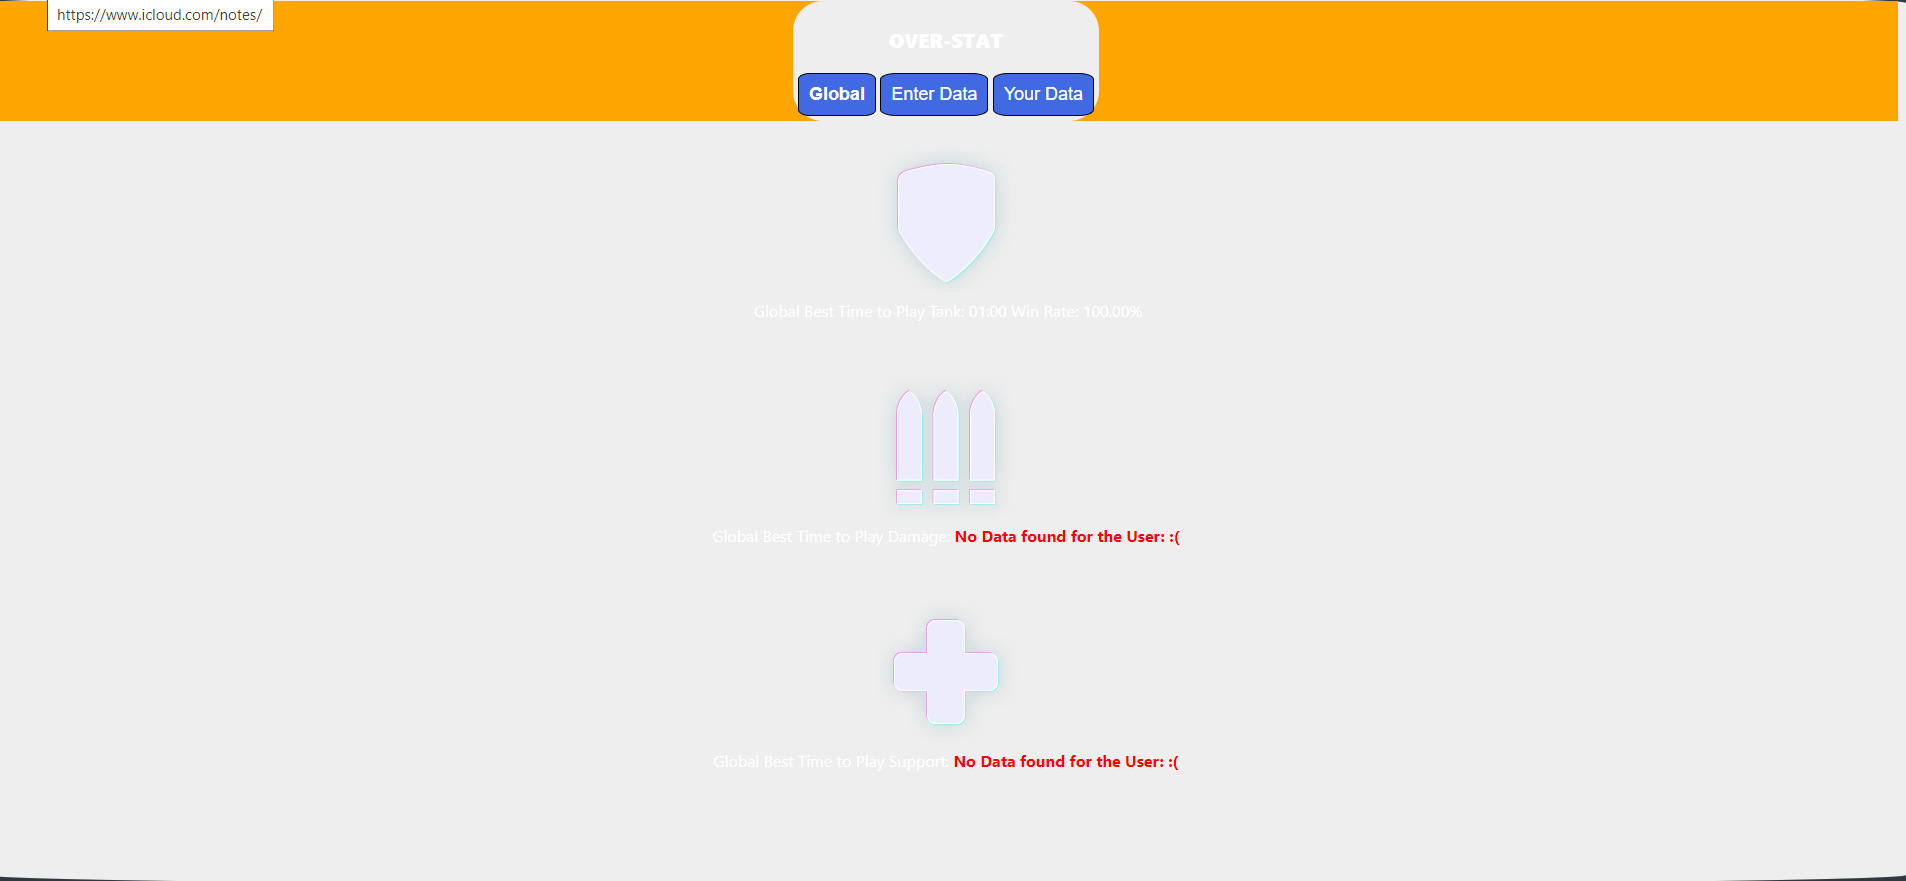 https://www.icloud.com/notes/
OVER-STAT
Global Enter Data Your Data
Global Best Time to Play Tank: 01:00 Win Rate: 100.00%
Global Best Time to Play Damage: No Data found for the User: :(
Global Best Time to Play Support: No Data found for the User: :(